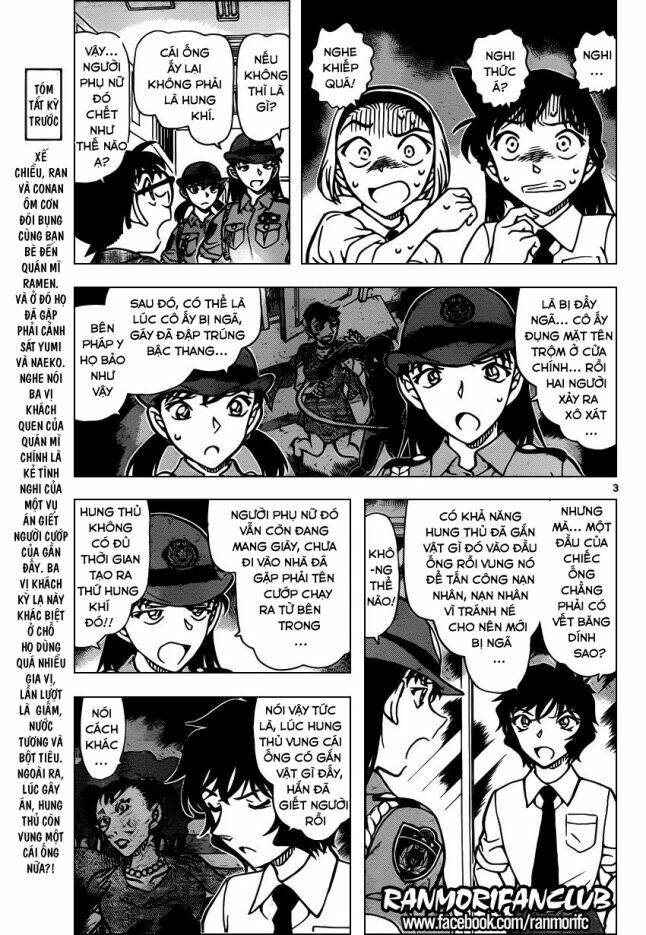 TÓM
TẮT KỲ
TRƯỚC
XẾ
CHIỀU, RAN
VÀ CONAN
ÔM CƠN
ĐÓI BỤNG
CÙNG BẠN
BÈ ĐẾN
QUÁN MÌ
RAMEN.
VÀ Ở ĐÓ HỌ
ĐÃ GẶP
PHẢI CẢNH
SÁT YUMI
VÀ NAEKO.
NGHE NÓI
BA VỊ
KHÁCH
QUEN CỦA
QUÁN MÌ
CHÍNH LÀ
KẺ TÌNH
NGHI CỦA
MỘT VỤ
ÁN GIẾT
NGƯỜI CƯỚP
CỦA GẦN
ĐÂY. BA
VỊ KHÁCH
KỲ LẠ NÀY
KHÁC BIỆT
Ở CHỖ
HỌ DÙNG
QUÁ NHIỀU
GIA VỊ,
LẦN LƯỢT
LÀ GIẤM,
NƯỚC
TƯƠNG VÀ
BỘT TIÊU.
NGOÀI RA,
LÚC GÂY
ÁN, HUNG
THỦ CÒN
VUNG MỘT
CÁI ỐNG
NỮA?!
NGHI
...
NGHI
THỨC
Á?
NGHE
KHIẾP
QUÁ!
NẾU
KHÔNG
THÌ LÀ
GÌ?
CÁI ỐNG
ẤY LẠI
KHÔNG PHẢI
LÀ HUNG
KHÍ.
VẬY...
NGƯỜI
PHỤ NỮ
ĐÓ
CHẾT
NHƯ
THẾ NÀO
Ạ?
LÀ BỊ ĐẨY
NGÃ... CÔ ẤY
ĐỤNG MẶT TÊN
TRỘM Ở CỬA
CHÍNH... RỒI
HAI NGƯỜI
XẢY RA
XÔ XÁT
...
SAU ĐÓ, CÓ THỂ LÀ
LÚC CÔ ẤY BỊ NGÃ,
GÁY ĐÃ ĐẬP TRÚNG
BẬC THANG...
BÊN
PHÁP Y
HỌ BẢO
NHƯ
VẬY
3
NHƯNG
MÀ... MỘT
ĐẦU CỦA
CHIẾC
ỐNG
CHẲNG
PHẢI CÓ
VẾT BĂNG
DÍNH
SAO?
CÓ KHẢ NĂNG
HUNG THỦ ĐÃ GẮN
VẬT GÌ ĐÓ VÀO ĐẦU
ỐNG RỒI VUNG NÓ
ĐỂ TẤN CÔNG NẠN
NHÂN, NẠN NHÂN
VÌ TRÁNH NÉ
CHO NÊN MỚI
BỊ NGÃ
...
KHÔ
-NG
THỂ
NÀO!
NGƯỜI PHỤ NỮ ĐÓ
VẪN CÒN ĐANG
MANG GIÀY, CHƯA
ĐI VÀO NHÀ ĐÃ
GẶP PHẢI TÊN
CƯỚP CHẠY
RA TỪ BÊN
TRONG
...
HUNG THỦ
KHÔNG
CÓ ĐỦ
THỜI GIAN
TẠO RA
THỨ HUNG
KHÍ
ĐÓ!!
NÓI VẬY TỨC
LÀ, LÚC HUNG
THỦ VUNG CÁI
ỐNG CÓ GẮN
VẬT GÌ ĐẤY,
HẮN ĐÃ
GIẾT NGƯỜI
RỒI
NÓI
CÁCH
KHÁC
...
RANMORIFANCLUB
www.facebook.com/ranmorifc